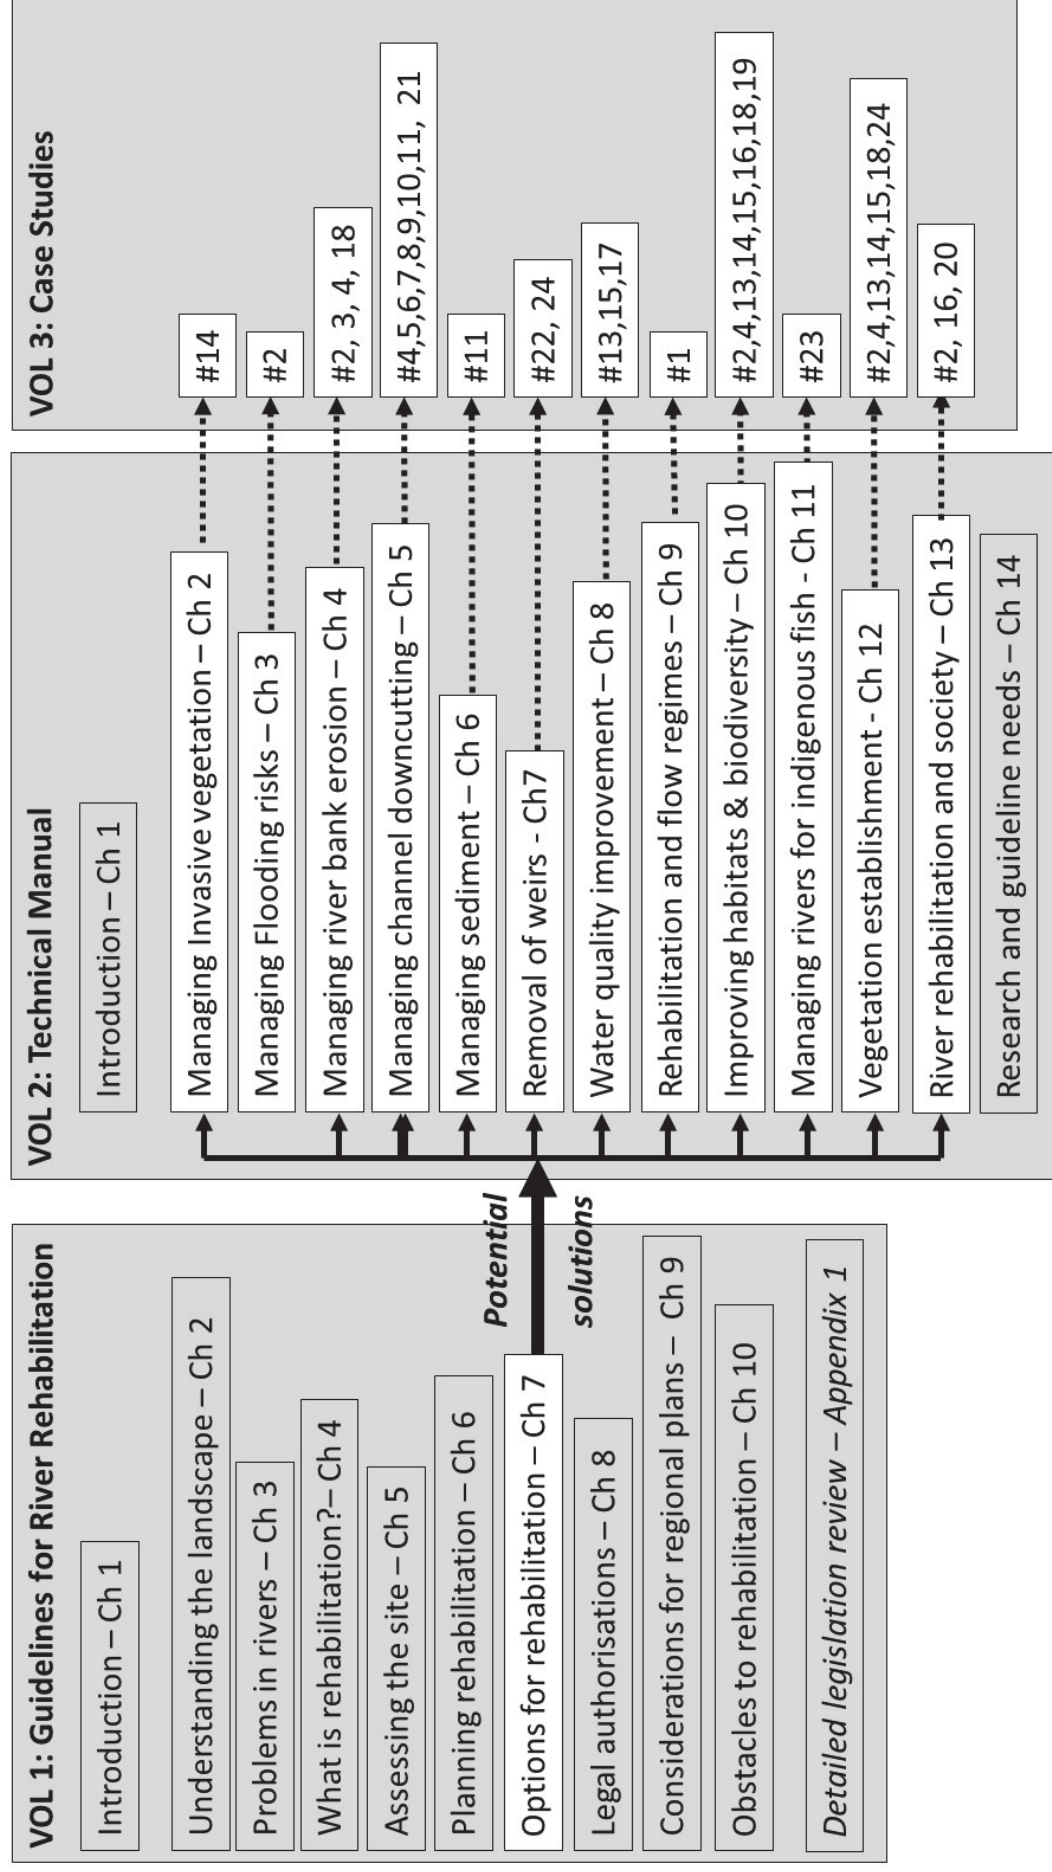 VOL 1: Guidelines for River Rehabilitation
Introduction – Ch 1
Understanding the landscape – Ch 2
Problems in rivers – Ch 3
What is rehabilitation?– Ch 4
Assessing the site – Ch 5
Planning rehabilitation – Ch 6
Options for rehabilitation – Ch 7
Legal authorisations – Ch 8
Considerations for regional plans – Ch 9
Obstacles to rehabilitation – Ch 10
Detailed legislation review – Appendix 1
Potential
solutions
VOL 2: Technical Manual
Introduction – Ch 1
Managing Invasive vegetation – Ch 2
Managing Flooding risks – Ch 3
Managing river bank erosion – Ch 4
Managing channel downcutting – Ch 5
Managing sediment – Ch 6
Removal of weirs - Ch7
Water quality improvement – Ch 8
Rehabilitation and flow regimes – Ch 9
Improving habitats & biodiversity – Ch 10
Managing rivers for indigenous fish - Ch 11
Vegetation establishment - Ch 12
River rehabilitation and society – Ch 13
Research and guideline needs – Ch 14
VOL 3: Case Studies
#14
#2
#2, 3, 4, 18
#4,5,6,7,8,9,10,11, 21
#11
#22, 24
#13,15,17
#1
#2,4,13,14,15,16,18,19
#23
#2,4,13,14,15,18,24
#2, 16, 20